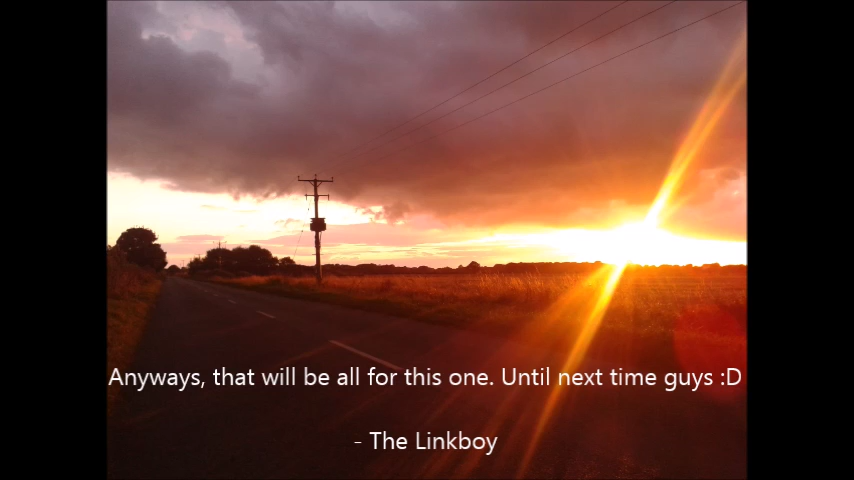 Anyways, that will be all for this one. Until next time guys :D
- The Linkboy